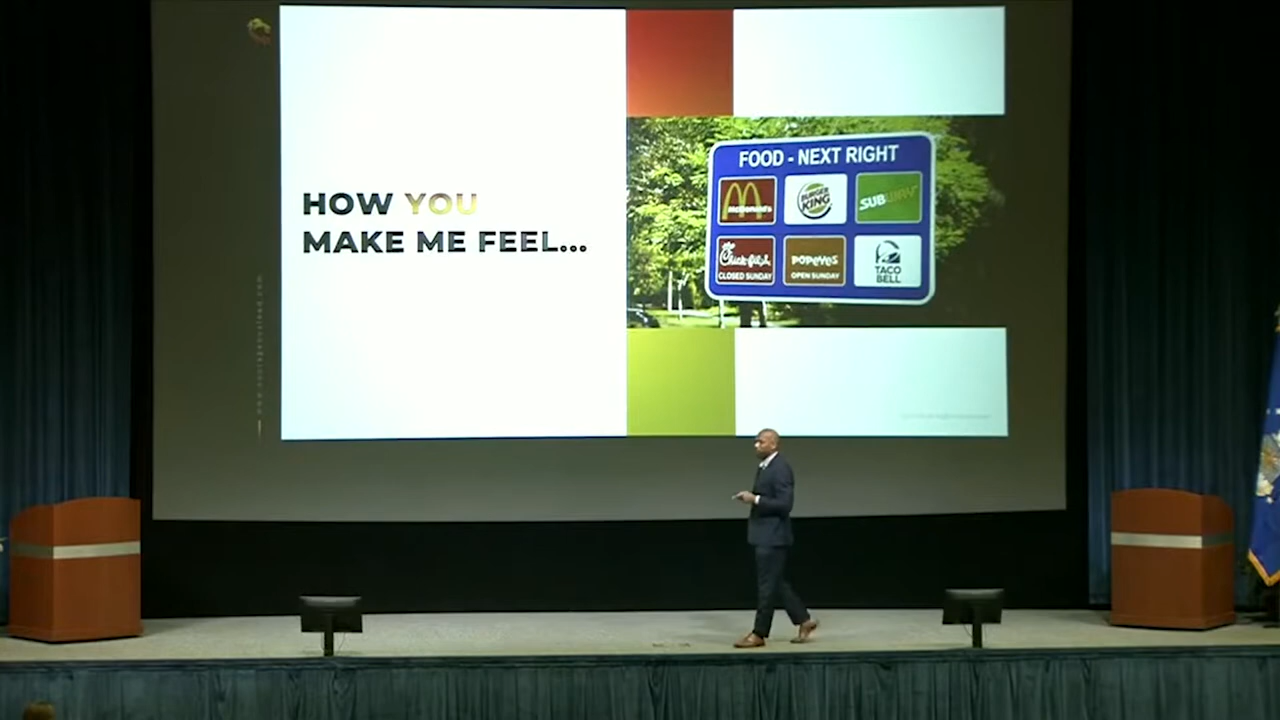 HOW YOU
MAKE ME FEEL...
FOOD - NEXT RIGHT
McDonald's
BURGER
KING
SUBWAY
Chick-fil-A
CLOSED SUNDAY
POPEYES
OPEN SUNDAY
TACO
BELL